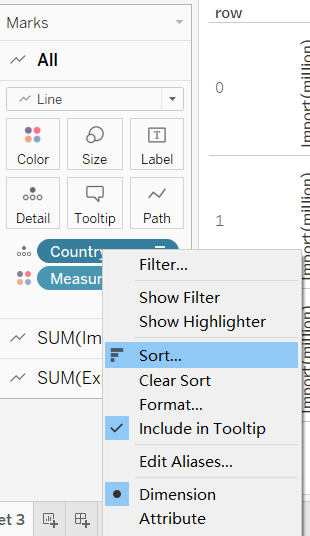 Marks
All
Line
Color
Size
Label
Detail
Tooltip
Path
Country
Measur
SUM(Im
SUM(Ex
et 3
row
0
Import(million)
1
Import(million)
Import(million)
Filter...
Show Filter
Show Highlighter
Sort...
Clear Sort
Format...
Include in Tooltip
Edit Aliases...
Dimension
Attribute